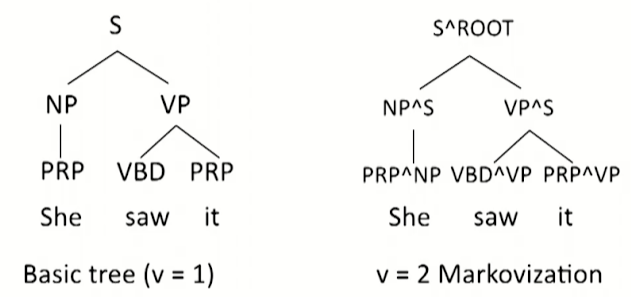 S
NP VP
PRP VBD PRP
She saw it
Basic tree (v = 1)
S^ROOT
NP^S VP^S
PRP^NP VBD^VP PRP^VP
She saw it
v = 2 Markovization